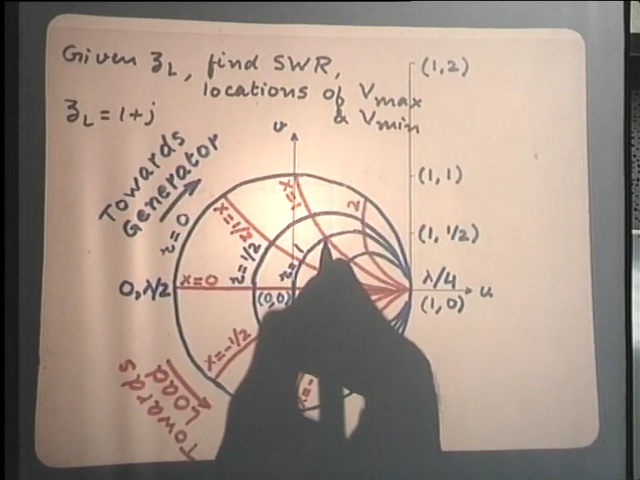 Given 𝔷L, find SWR,
locations of Vmax
& Vmin
𝔷L = 1+j
Towards
Generator
v
(1,2)
(1,1)
(1,1/2)
λ/4
(1,0)
u
x=1
2
x=1/2
r=0
r=1/2
r=1
0,λ/2
x=0
(0,0)
x=-1/2
Towards
LOAD